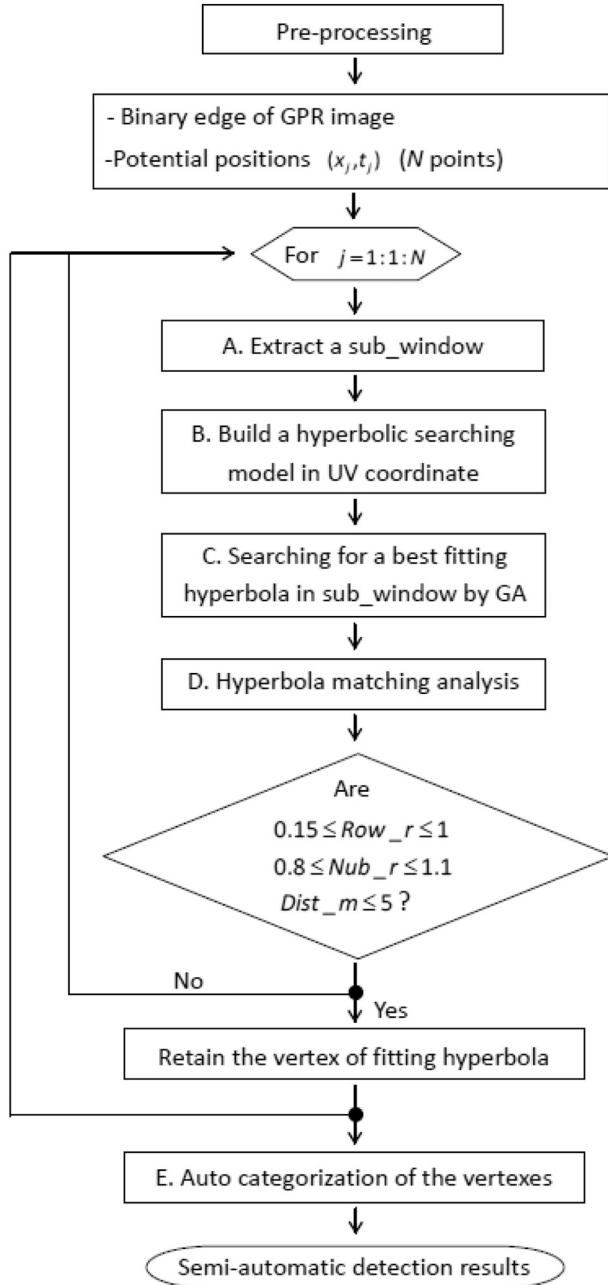 Pre-processing
- Binary edge of GPR image
-Potential positions (xⱼ,tⱼ) (N points)
For j=1:1:N
A. Extract a sub_window
B. Build a hyperbolic searching
model in UV coordinate
C. Searching for a best fitting
hyperbola in sub_window by GA
D. Hyperbola matching analysis
Are
0.15≤Row_r≤1
0.8≤Nub_r≤1.1
Dist_m≤5?
No
Yes
Retain the vertex of fitting hyperbola
E. Auto categorization of the vertexes
Semi-automatic detection results